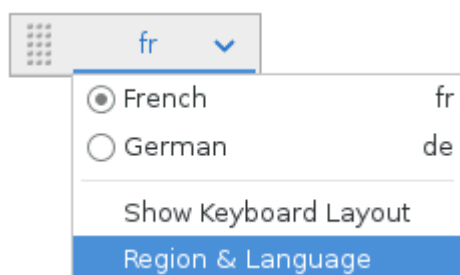 fr
French fr
German de
Show Keyboard Layout
Region & Language